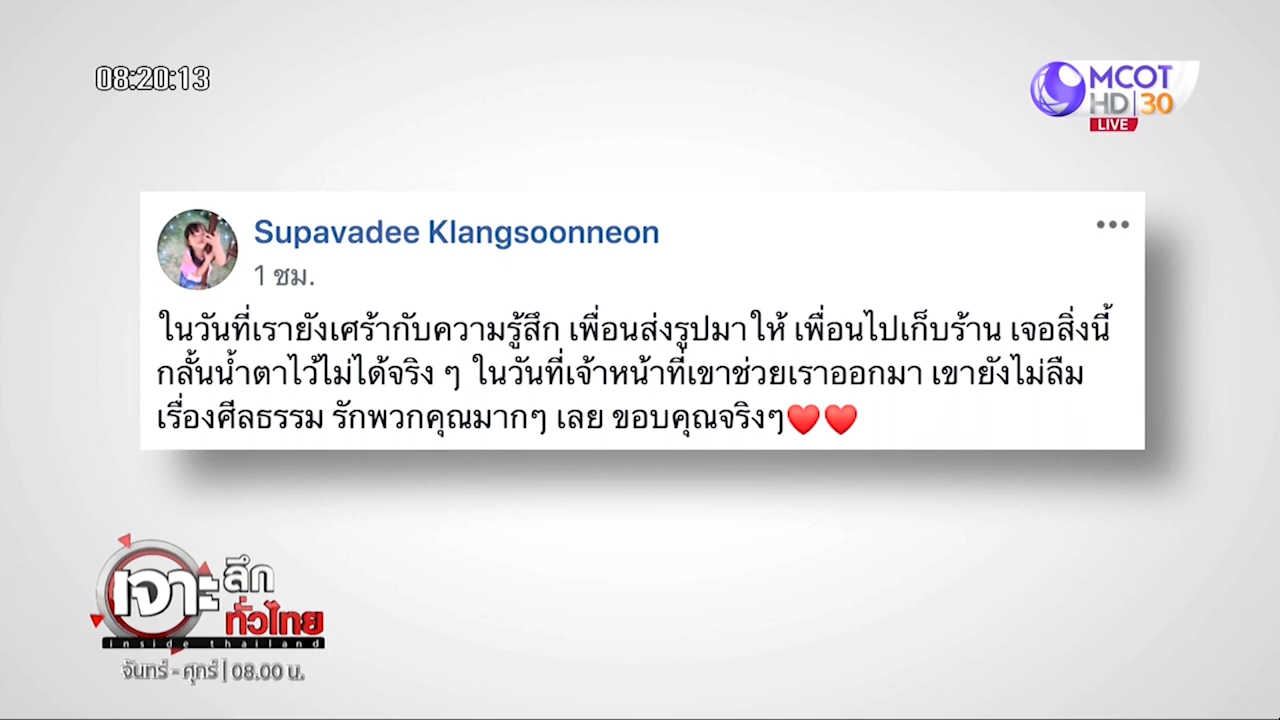 08:20:13
MCOT
HD|30
LIVE
Supavadee Klangsoonneon
1 ชม.
ในวันที่เรายังเศร้ากับความรู้สึก เพื่อนส่งรูปมาให้ เพื่อนไปเก็บร้าน เจอสิ่งนี้
กลั้นน้ำตาไว้ไม่ได้จริง ๆ ในวันที่เจ้าหน้าที่เขาช่วยเราออกมา เขายังไม่ลืม
เรื่องศีลธรรม รักพวกคุณมากๆ เลย ขอบคุณจริงๆ❤️❤️
เจาะลึก
ทั่วไทย
inside thailand
จันทร์ - ศุกร์ | 08.00 น.